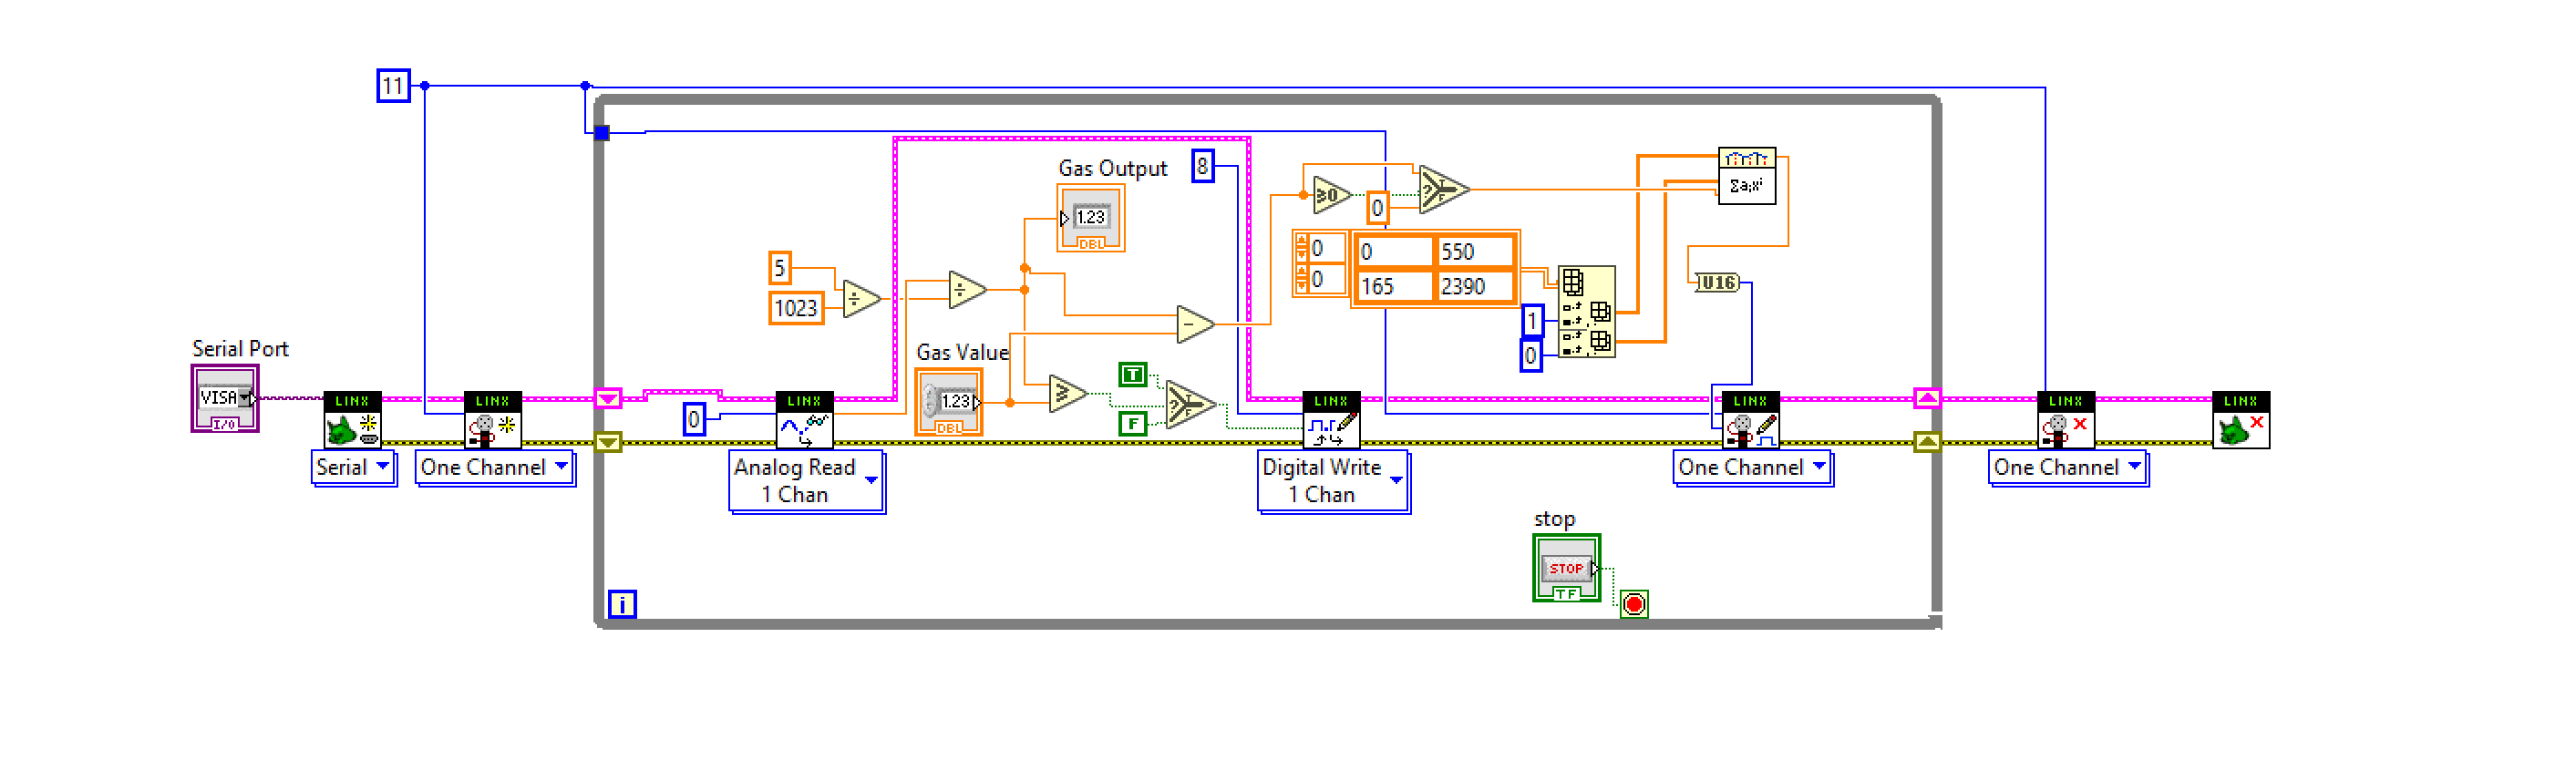 11
Gas Output
1.23
DBL
8
≥0
0
Σaᵢxⁱ
5
1023
÷
÷
0
0
0 550
165 2390
U16
1
0
-
Serial Port
VISA
I/O
Gas Value
1.23
DBL
≥
T
F
?
T
F
?
T
F
LINX
LINX
LINX
LINX
LINX
LINX
LINX
0
Serial
One Channel
Analog Read
1 Chan
Digital Write
1 Chan
One Channel
One Channel
stop
STOP
TF
i